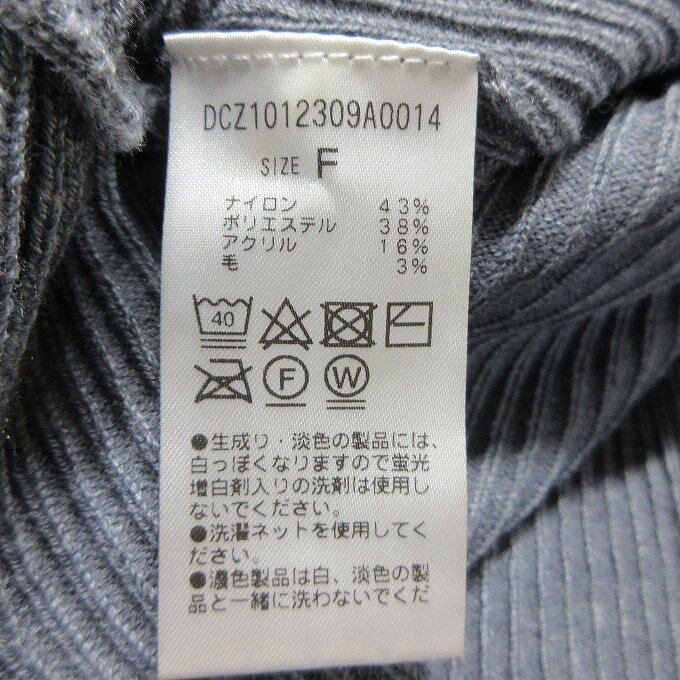 DCZ1012309A0014
SIZE F
ナイロン 43%
ポリエステル 38%
アクリル 16%
毛 3%
40
F W
●生成り・淡色の製品には、
白っぽくなりますので蛍光
増白剤入りの洗剤は使用し
ないでください。
●洗濯ネットを使用してく
ださい。
●濃色製品は白、淡色の製
品と一緒に洗わないでくだ